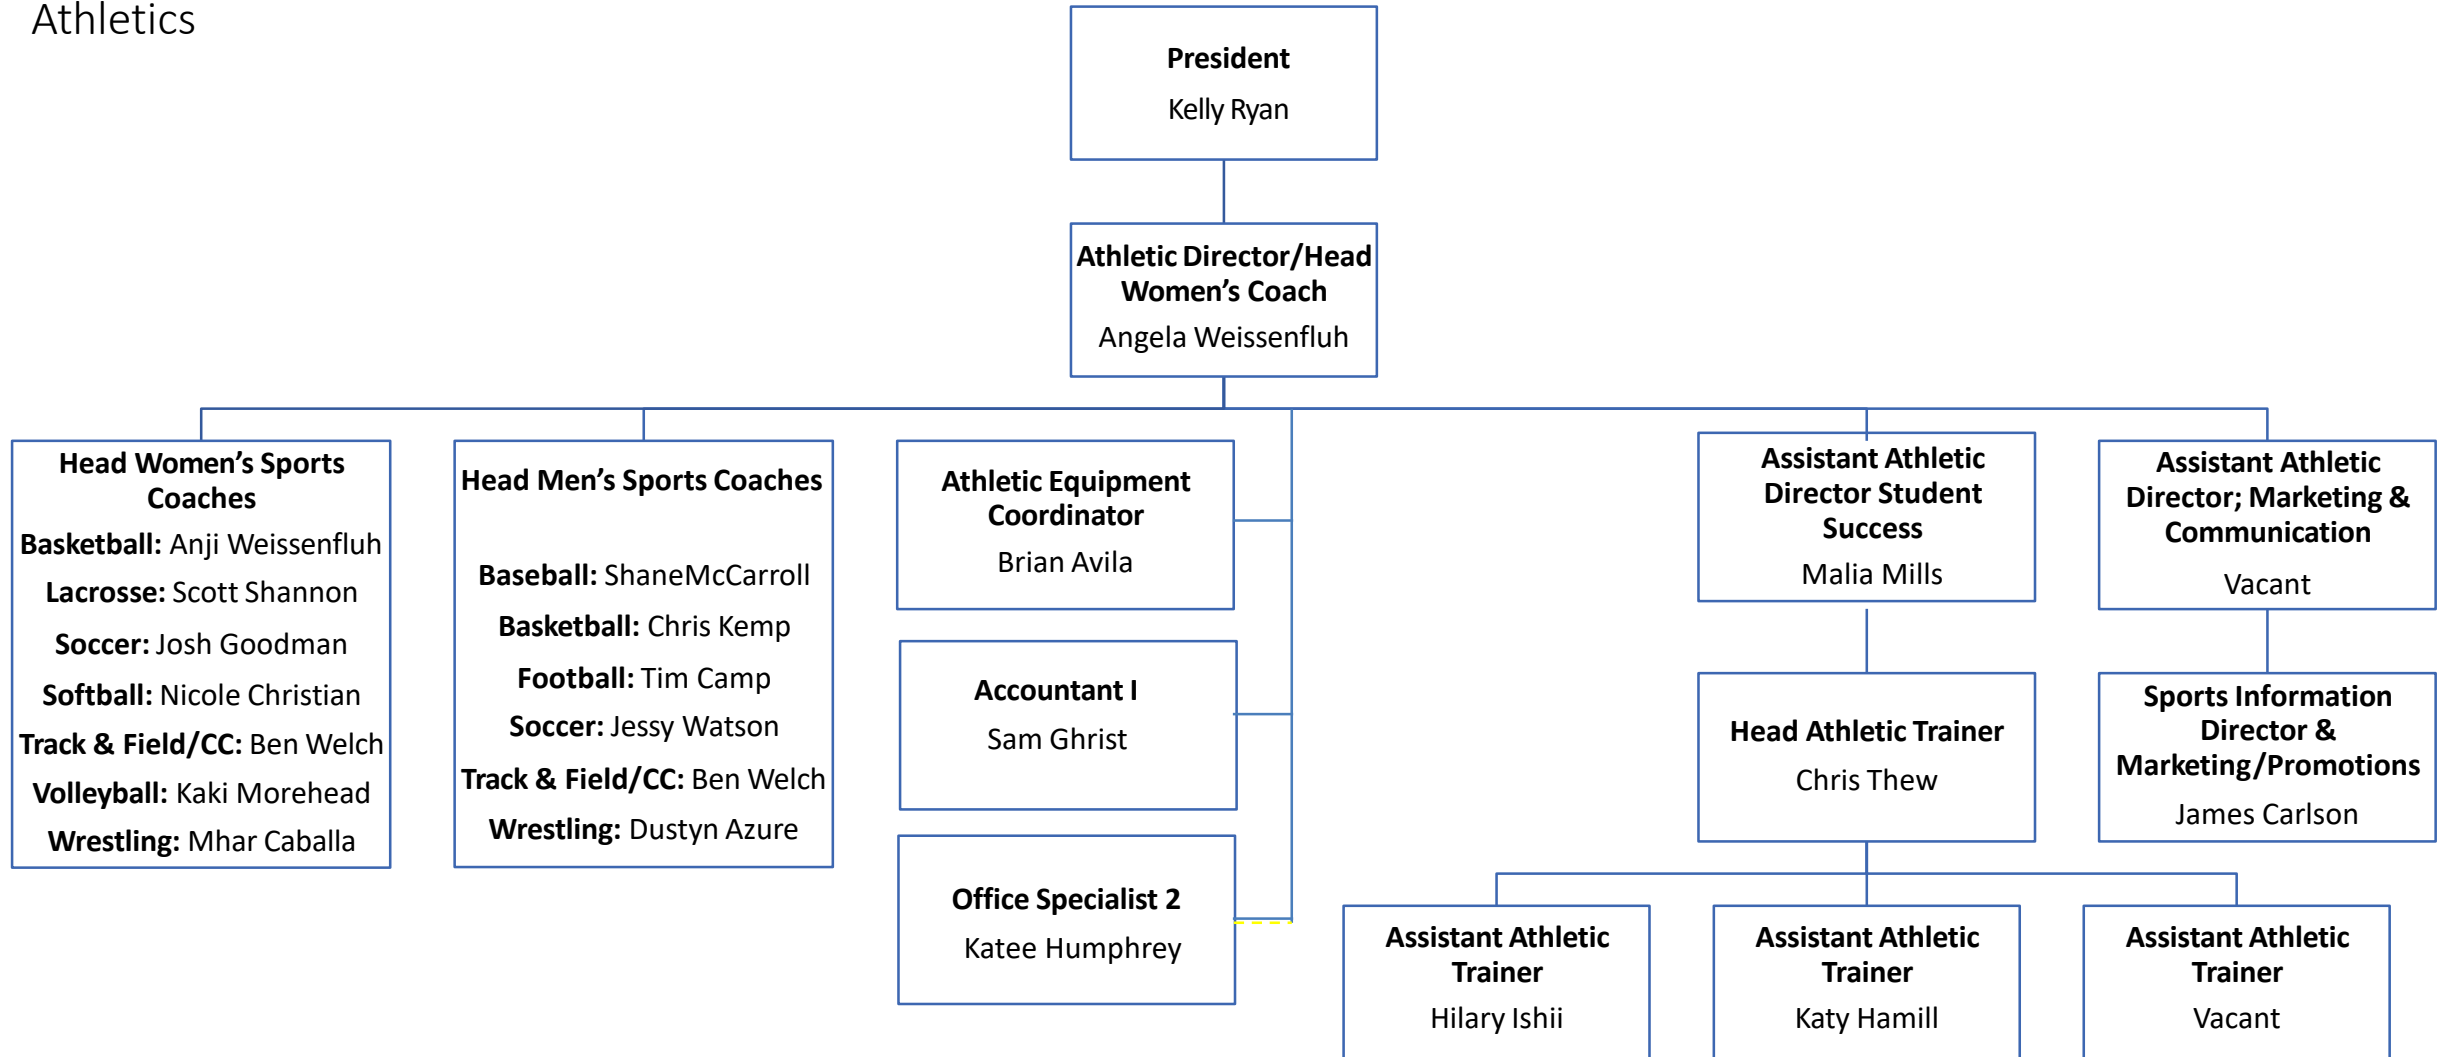 Athletics
President
Kelly Ryan
Athletic Director/Head
Women’s Coach
Angela Weissenfluh
Head Women’s Sports
Coaches
Basketball: Anji Weissenfluh
Lacrosse: Scott Shannon
Soccer: Josh Goodman
Softball: Nicole Christian
Track & Field/CC: Ben Welch
Volleyball: Kaki Morehead
Wrestling: Mhar Caballa
Head Men’s Sports Coaches
Baseball: ShaneMcCarroll
Basketball: Chris Kemp
Football: Tim Camp
Soccer: Jessy Watson
Track & Field/CC: Ben Welch
Wrestling: Dustyn Azure
Athletic Equipment
Coordinator
Brian Avila
Accountant I
Sam Ghrist
Office Specialist 2
Katee Humphrey
Assistant Athletic
Director Student
Success
Malia Mills
Head Athletic Trainer
Chris Thew
Assistant Athletic
Trainer
Hilary Ishii
Assistant Athletic
Trainer
Katy Hamill
Assistant Athletic
Trainer
Vacant
Assistant Athletic
Director; Marketing &
Communication
Vacant
Sports Information
Director &
Marketing/Promotions
James Carlson